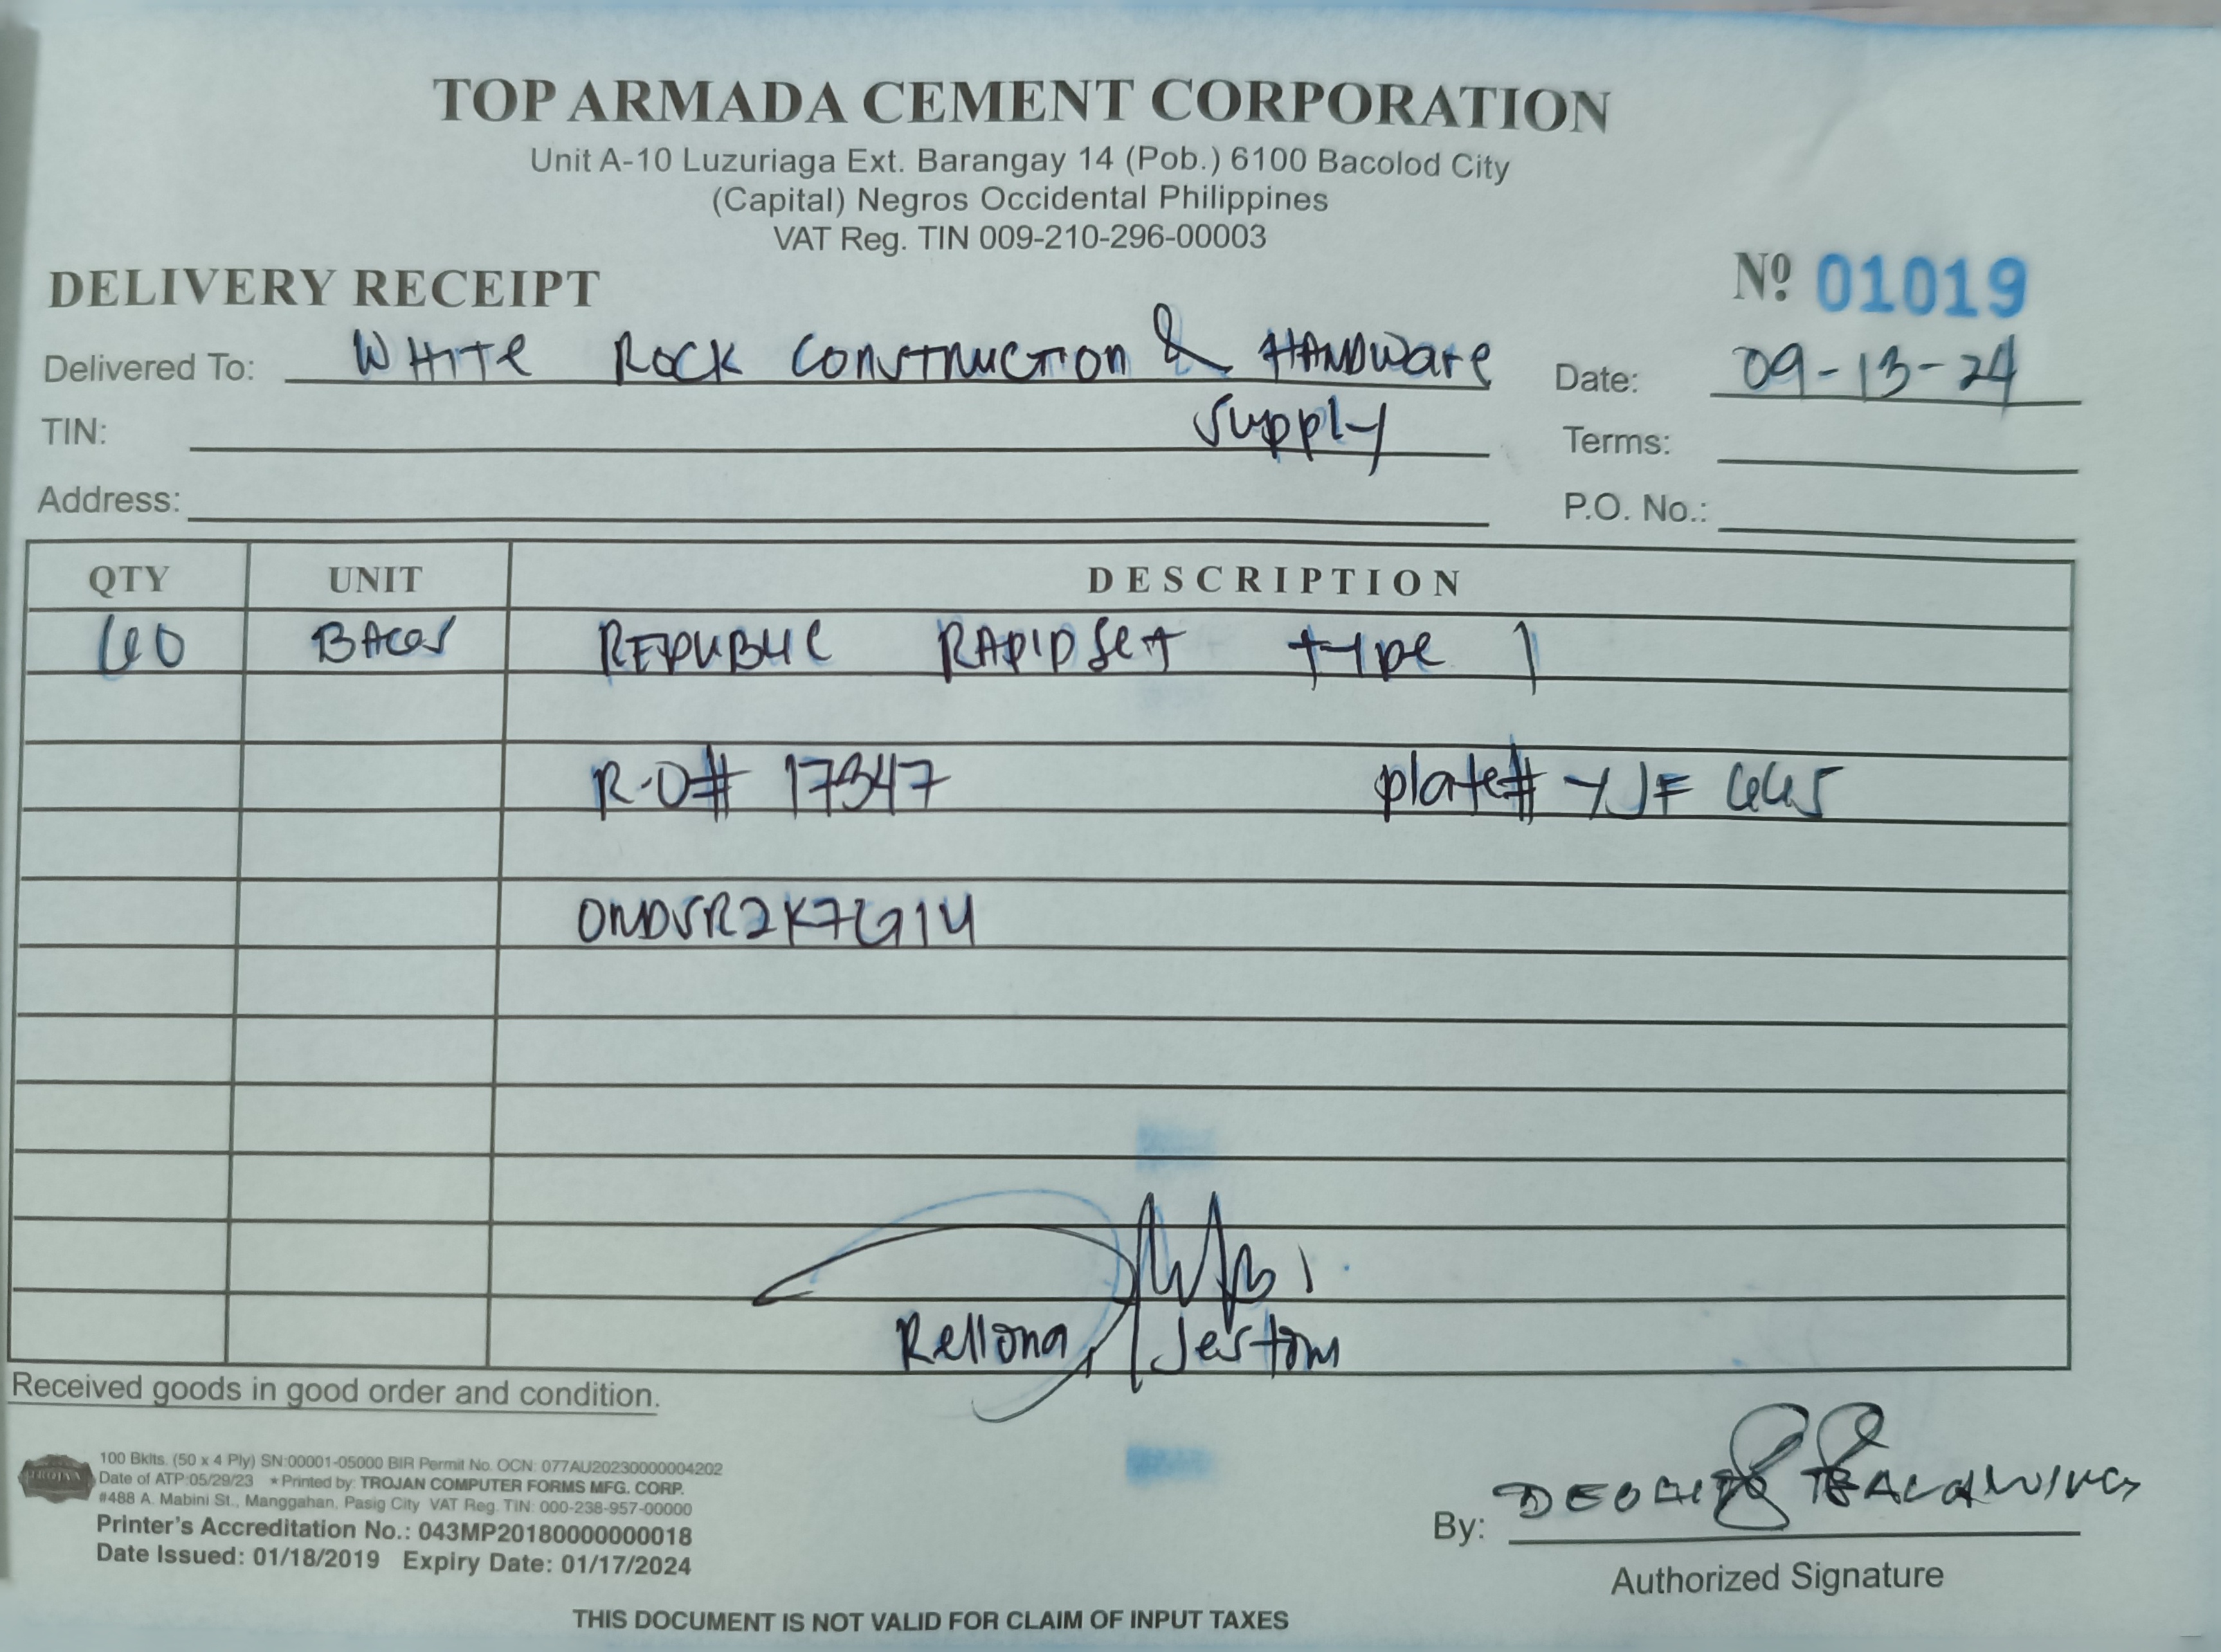 TOP ARMADA CEMENT CORPORATION
Unit A-10 Luzuriaga Ext. Barangay 14 (Pob.) 6100 Bacolod City
(Capital) Negros Occidental Philippines
VAT Reg. TIN 009-210-296-00003
DELIVERY RECEIPT
Nº 01019
Delivered To: WHITE ROCK CONSTRUCTION & HARDWARE
Date: 09-13-24
TIN: Supply
Terms:
Address:
P.O. No.:
QTY UNIT DESCRIPTION
60 BAGS REPUBLIC RAPIDSET type 1
R.O# 17347 plate# YJF 665
Rellona, Jestom
Received goods in good order and condition.
TROJAN
100 Bklts. (50 x 4 Ply) SN:00001-05000 BIR Permit No. OCN: 077AU20230000004202
Date of ATP:05/29/23 *Printed by: TROJAN COMPUTER FORMS MFG. CORP.
#488 A. Mabini St., Manggahan, Pasig City VAT Reg. TIN: 000-238-957-00000
Printer's Accreditation No.: 043MP20180000000018
Date Issued: 01/18/2019 Expiry Date: 01/17/2024
By:
Authorized Signature
THIS DOCUMENT IS NOT VALID FOR CLAIM OF INPUT TAXES